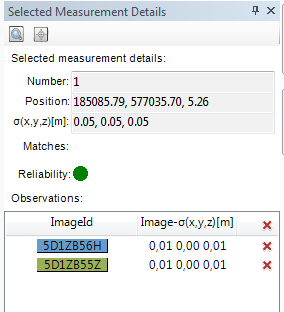 Selected Measurement Details
Selected measurement details:
Number: 1
Position: 185085.79, 577035.70, 5.26
σ(x,y,z)[m]: 0.05, 0.05, 0.05
Matches:
Reliability:
Observations:
ImageId Image-σ(x,y,z)[m]
5D1ZB56H 0,01 0,00 0,01
5D1ZB55Z 0,01 0,00 0,01